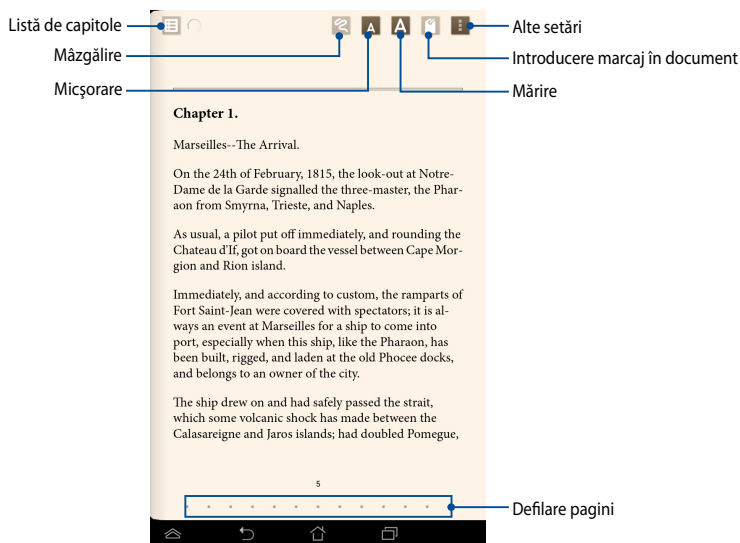 Listă de capitole
Mâzgălire
Micşorare
Alte setări
Introducere marcaj în document
Mărire
A
A
Chapter 1.
Marseilles--The Arrival.
On the 24th of February, 1815, the look-out at Notre-
Dame de la Garde signalled the three-master, the Phar-
aon from Smyrna, Trieste, and Naples.
As usual, a pilot put off immediately, and rounding the
Chateau d'If, got on board the vessel between Cape Mor-
gion and Rion island.
Immediately, and according to custom, the ramparts of
Fort Saint-Jean were covered with spectators; it is al-
ways an event at Marseilles for a ship to come into
port, especially when this ship, like the Pharaon, has
been built, rigged, and laden at the old Phocee docks,
and belongs to an owner of the city.
The ship drew on and had safely passed the strait,
which some volcanic shock has made between the
Calasareigne and Jaros islands; had doubled Pomegue,
5
Defilare pagini